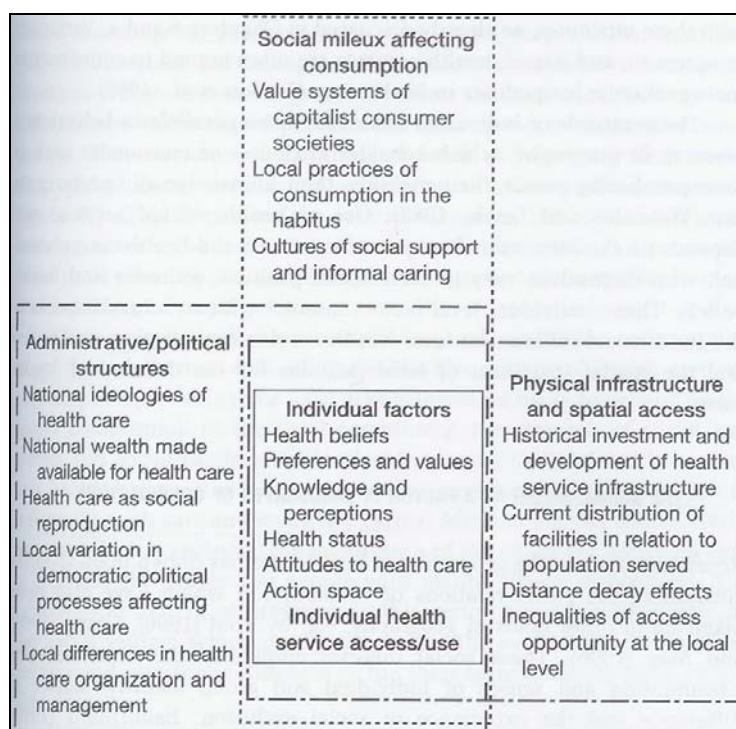 Social mileux affecting
consumption
Value systems of
capitalist consumer
societies
Local practices of
consumption in the
habitus
Cultures of social support
and informal caring
Administrative/political
structures
National ideologies of
health care
National wealth made
available for health care
Health care as social
reproduction
Local variation in
democratic political
processes affecting
health care
Local differences in health
care organization and
management
Individual factors
Health beliefs
Preferences and values
Knowledge and
perceptions
Health status
Attitudes to health care
Action space
Individual health
service access/use
Physical infrastructure
and spatial access
Historical investment and
development of health
service infrastructure
Current distribution of
facilities in relation to
population served
Distance decay effects
Inequalities of access
opportunity at the local
level